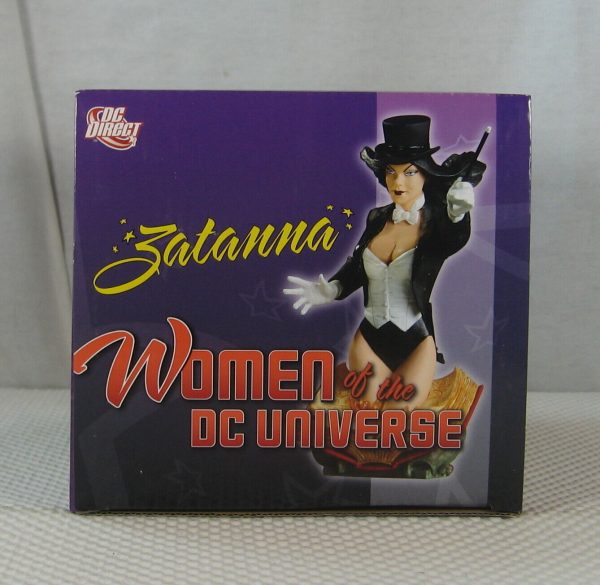 DC
DIRECT
Zatanna
WOMEN of the
DC UNIVERSE